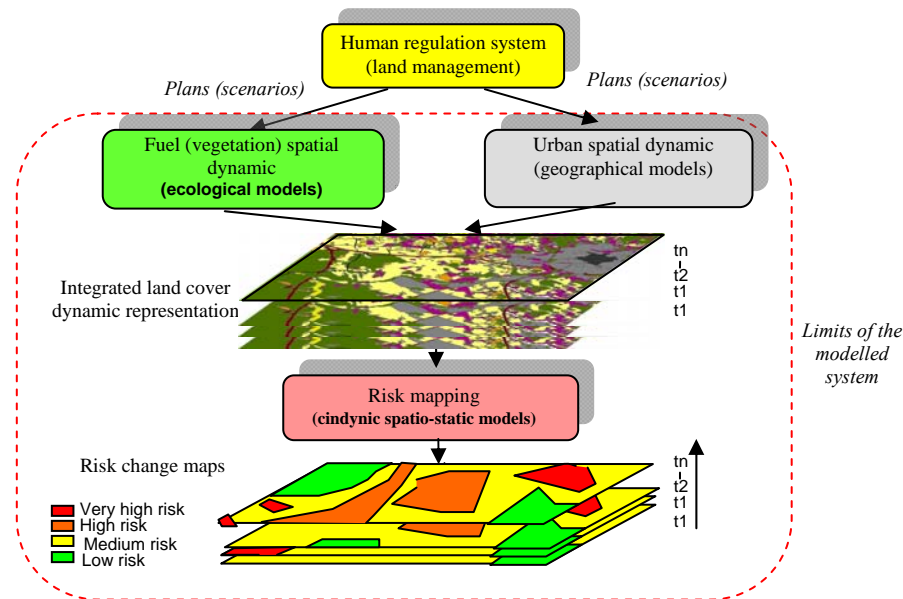 Human regulation system
(land management)
Plans (scenarios)
Plans (scenarios)
Fuel (vegetation) spatial
dynamic
(ecological models)
Urban spatial dynamic
(geographical models)
Integrated land cover
dynamic representation
tn
-
t2
t1
t1
Limits of the
modelled
system
Risk mapping
(cindynic spatio-static models)
Risk change maps
Very high risk
High risk
Medium risk
Low risk
tn
-
t2
t1
t1